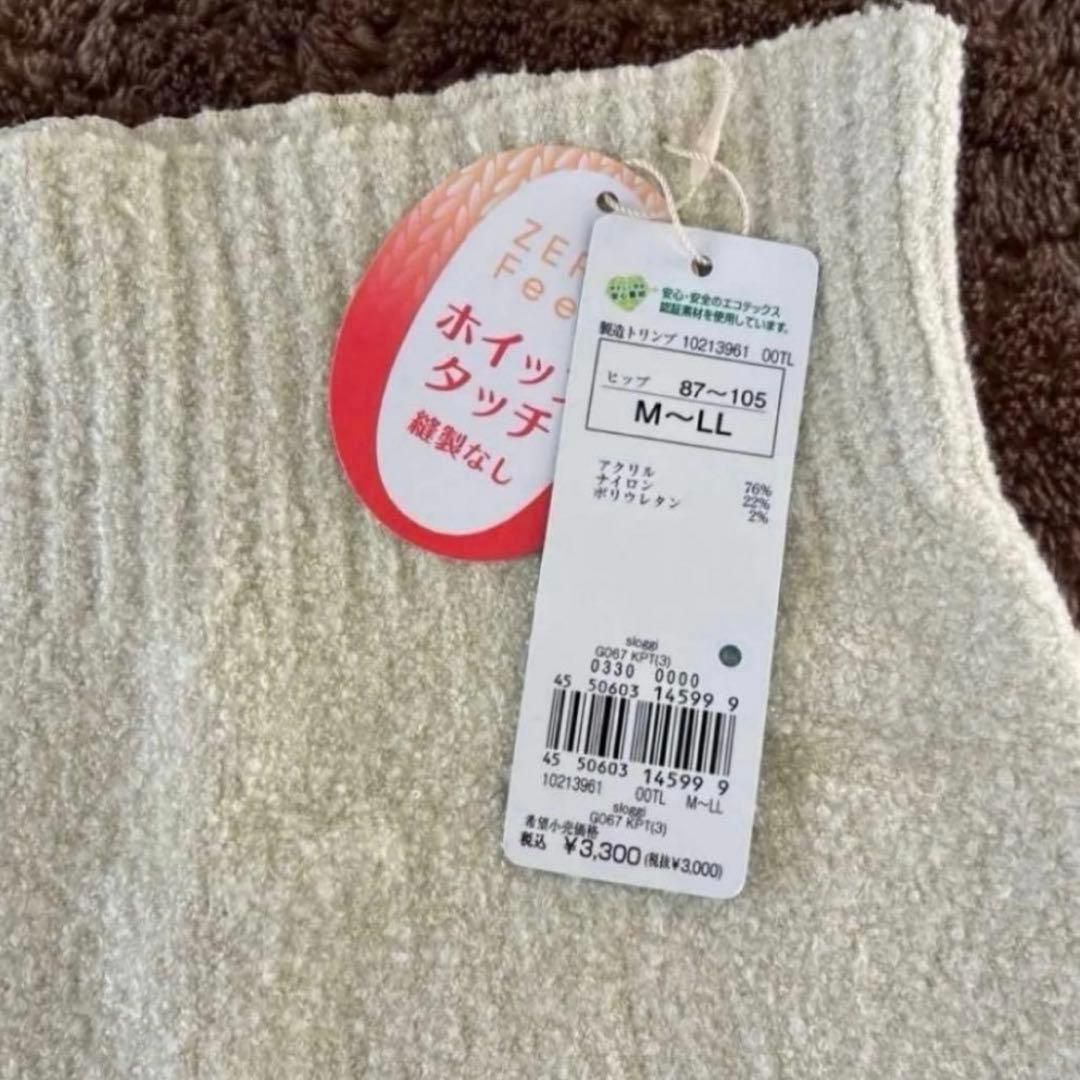 ZER
Fee
ホイッ
タッチ
縫製なし
安心・安全のエコテックス
認証素材を使用しています。
製造トリンプ 10213961 00TL
ヒップ 87～105
M～LL
アクリル 76%
ナイロン 22%
ポリウレタン 2%
sloggi
G067 KPT(3)
0330 0000
45 50603 14599 9
45 50603 14599 9
10213961 00TL M～LL
sloggi
G067 KPT(3)
希望小売価格
税込 ¥3,300 (税抜¥3,000)